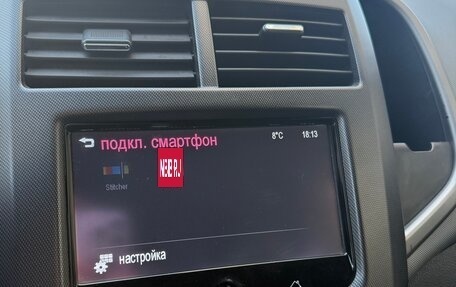 подкл. смартфон 8°C 18:13
Stitcher
настройка